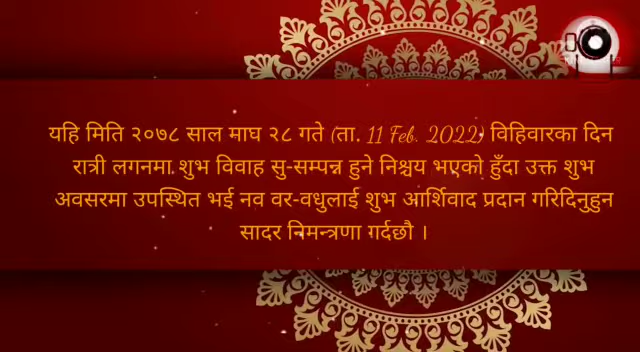 यहि मिति २०७८ साल माघ २८ गते (ता. 11 Feb. 2022) विहिवारका दिन
रात्री लगनमा शुभ विवाह सु-सम्पन्न हुने निश्चय भएको हुँदा उक्त शुभ
अवसरमा उपस्थित भई नव वर-वधुलाई शुभ आर्शिवाद प्रदान गरिदिनुहुन
सादर निमन्त्रणा गर्दछौ ।